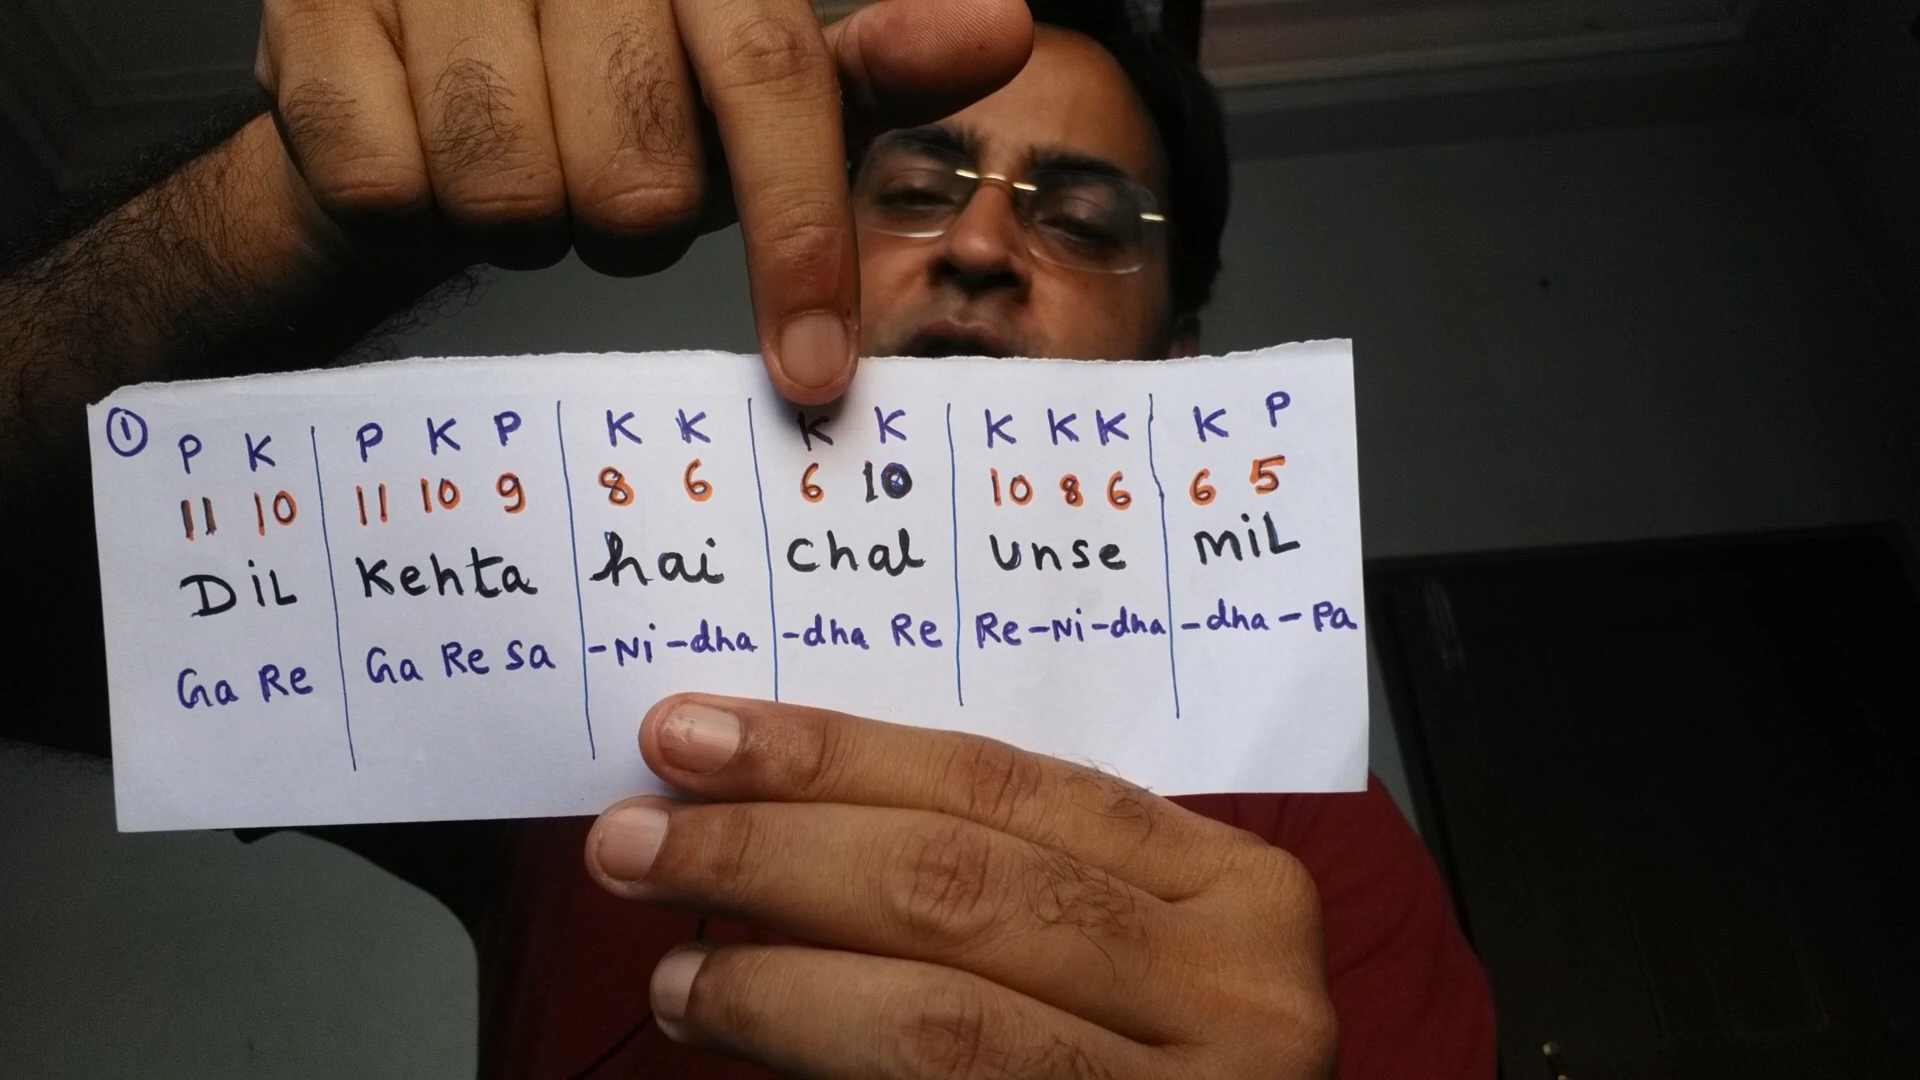 ① P K | P K P | K K | K K | K K K | K P
11 10 | 11 10 9 | 8 6 | 6 10 | 10 8 6 | 6 5
DiL | Kehta | hai | chal | unse | miL
Ga Re | Ga Re Sa | -Ni -dha | -dha Re | Re -Ni -dha | -dha - Pa